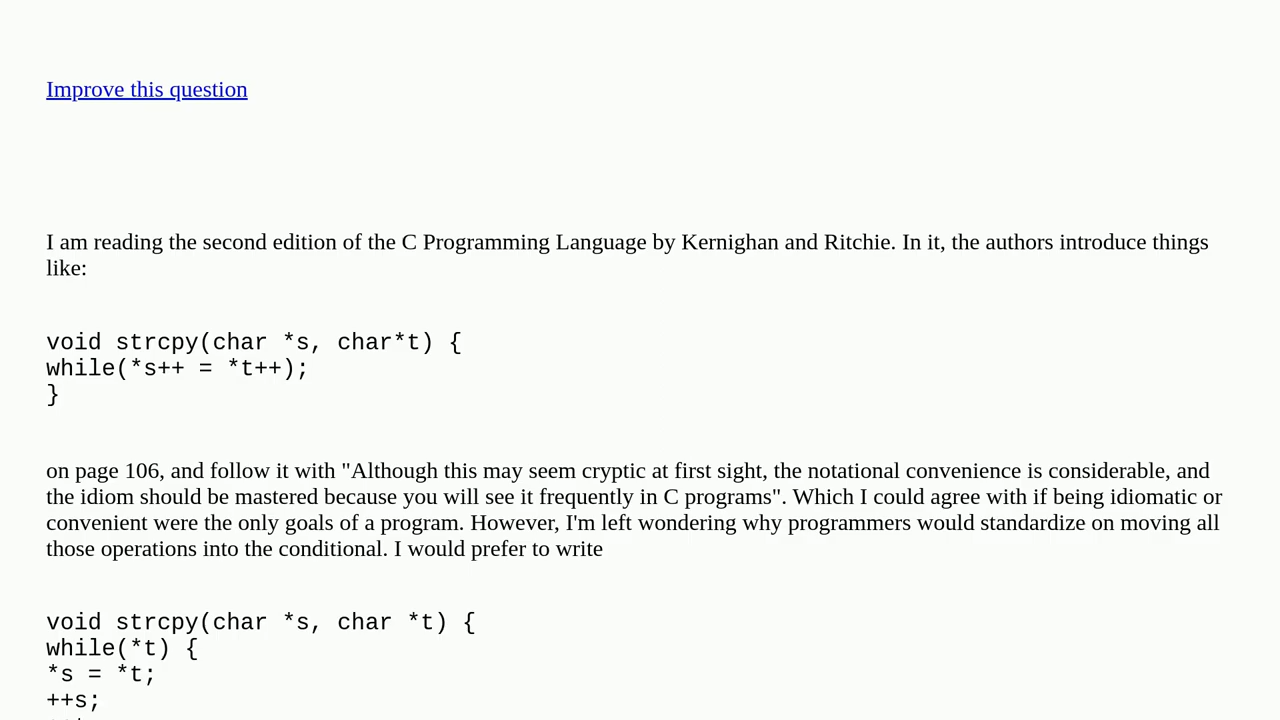 Improve this question
I am reading the second edition of the C Programming Language by Kernighan and Ritchie. In it, the authors introduce things
like:
void strcpy(char *s, char*t) {
while(*s++ = *t++);
}
on page 106, and follow it with "Although this may seem cryptic at first sight, the notational convenience is considerable, and
the idiom should be mastered because you will see it frequently in C programs". Which I could agree with if being idiomatic or
convenient were the only goals of a program. However, I'm left wondering why programmers would standardize on moving all
those operations into the conditional. I would prefer to write
void strcpy(char *s, char *t) {
while(*t) {
*s = *t;
++s;